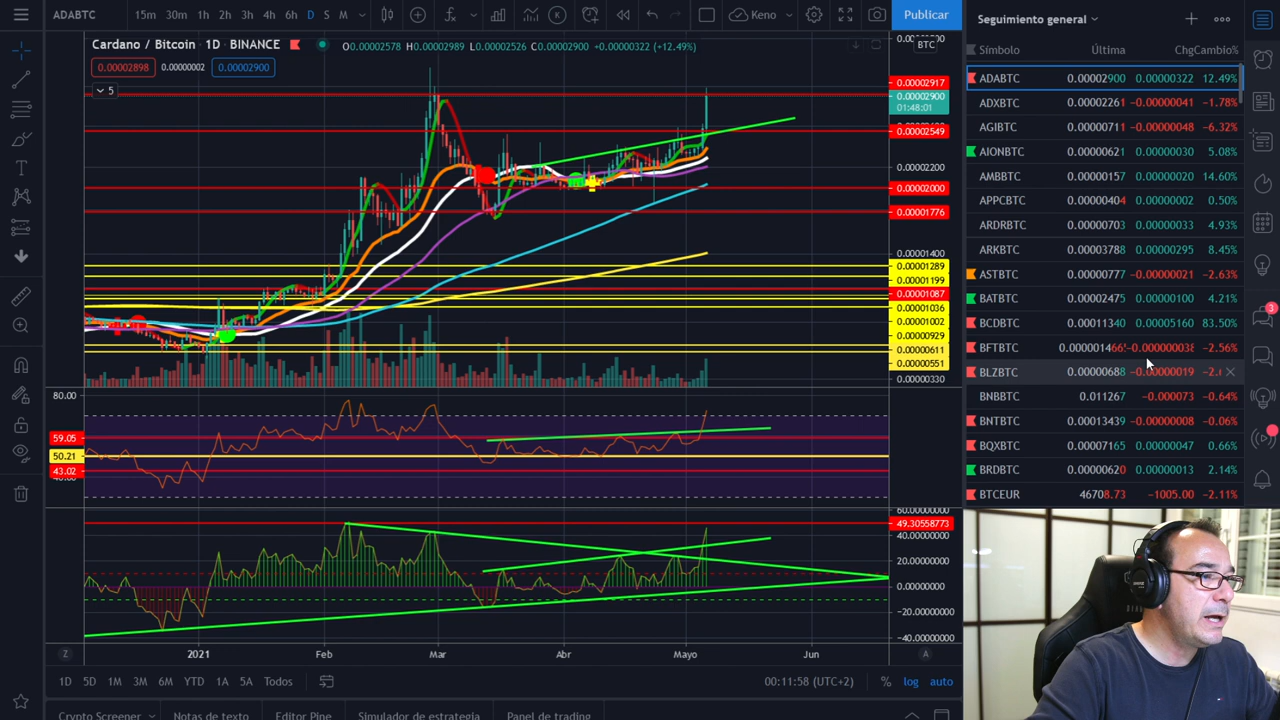 ADABTC 15m 30m 1h 2h 3h 4h 6h D S M Keno Publicar
Seguimiento general
Cardano / Bitcoin · 1D · BINANCE O0.00002578 H0.00002989 L0.00002526 C0.00002900 +0.00000322 (+12.49%)
BTC
0.00002898 0.00000002 0.00002900
5
0.00002917
0.00002900
01:48:01
0.00002549
0.00002200
0.00002000
0.00001776
0.00001400
0.00001289
0.00001199
0.00001087
0.00001036
0.00001002
0.00000929
0.00000611
0.00000551
0.00000330
80.00
59.05
50.21
43.02
60.00000000
49.30558773
40.00000000
20.00000000
0.00000000
−20.00000000
−40.00000000
Z 2021 Feb Mar Abr Mayo Jun A
1D 5D 1M 3M 6M YTD 1A 5A Todos 00:11:58 (UTC+2) % log auto
Crypto Screener Notas de texto Editor Pine Simulador de estrategia Panel de trading
Símbolo Última ChgCambio%
ADABTC 0.00002900 0.00000322 12.49%
ADXBTC 0.00002261 −0.00000041 −1.78%
AGIBTC 0.00000711 −0.00000048 −6.32%
AIONBTC 0.00000621 0.00000030 5.08%
AMBBTC 0.00000157 0.00000020 14.60%
APPCBTC 0.00000404 0.00000002 0.50%
ARDRBTC 0.00000703 0.00000033 4.93%
ARKBTC 0.00003788 0.00000295 8.45%
ASTBTC 0.00000777 −0.00000021 −2.63%
BATBTC 0.00002475 0.00000100 4.21%
BCDBTC 0.00011340 0.00005160 83.50%
BFTBTC −0.000000038 −2.56%
BLZBTC 0.00000688 −0.00000019
BNBBTC 0.011267 −0.000073 −0.64%
BNTBTC 0.00013439 −0.00000008 −0.06%
BQXBTC 0.00007165 0.00000047 0.66%
BRDBTC 0.00000620 0.00000013 2.14%
BTCEUR 46708.73 −1005.00 −2.11%
3